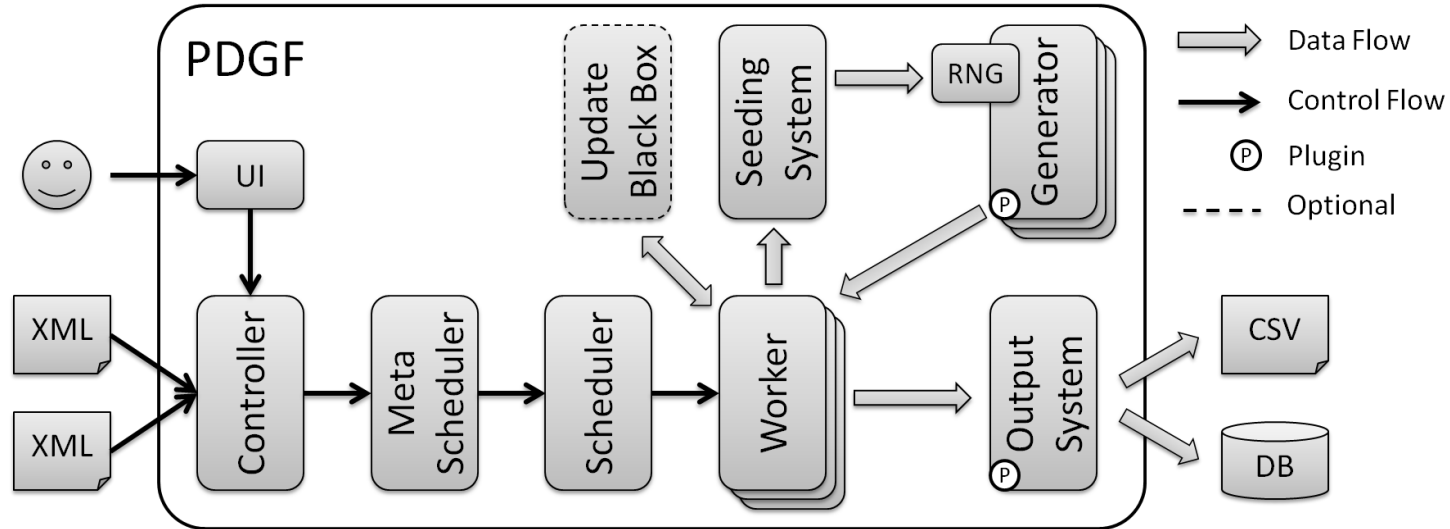 PDGF
UI
XML
XML
Controller
Meta
Scheduler
Scheduler
Update
Black Box
Seeding
System
RNG
Generator
P
Worker
Output
System
P
CSV
DB
Data Flow
Control Flow
P Plugin
Optional